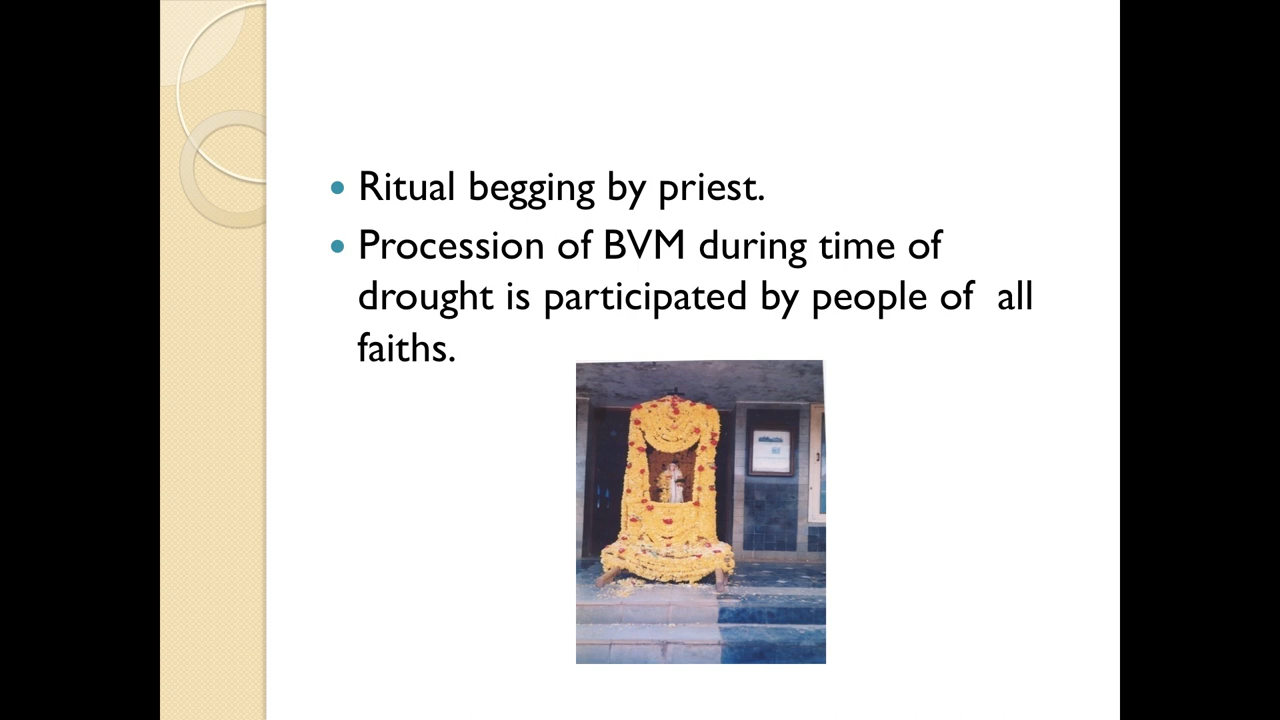 • Ritual begging by priest.
• Procession of BVM during time of
drought is participated by people of  all
faiths.